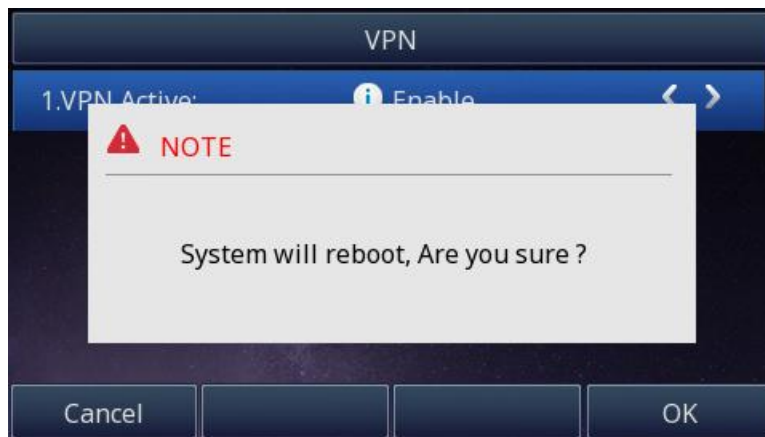 VPN
1.VPN Active: Enable
NOTE
System will reboot, Are you sure ?
Cancel OK